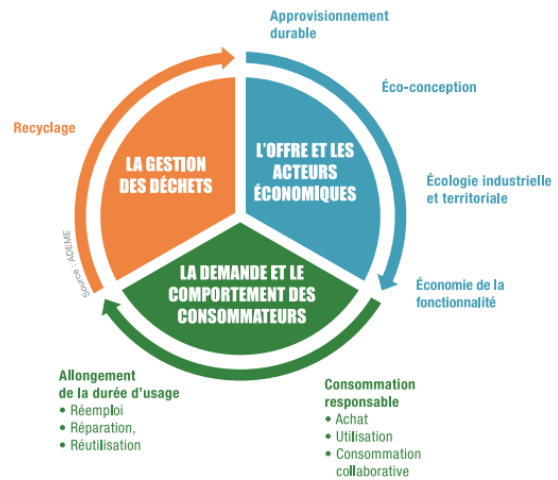 Approvisionnement
durable
Éco-conception
Écologie industrielle
et territoriale
Économie de la
fonctionnalité
L'OFFRE ET LES
ACTEURS
ÉCONOMIQUES
Consommation
responsable
• Achat
• Utilisation
• Consommation
collaborative
LA DEMANDE ET LE
COMPORTEMENT DES
CONSOMMATEURS
Allongement
de la durée d'usage
• Réemploi
• Réparation,
• Réutilisation
Recyclage
LA GESTION
DES DÉCHETS
Source : ADEME